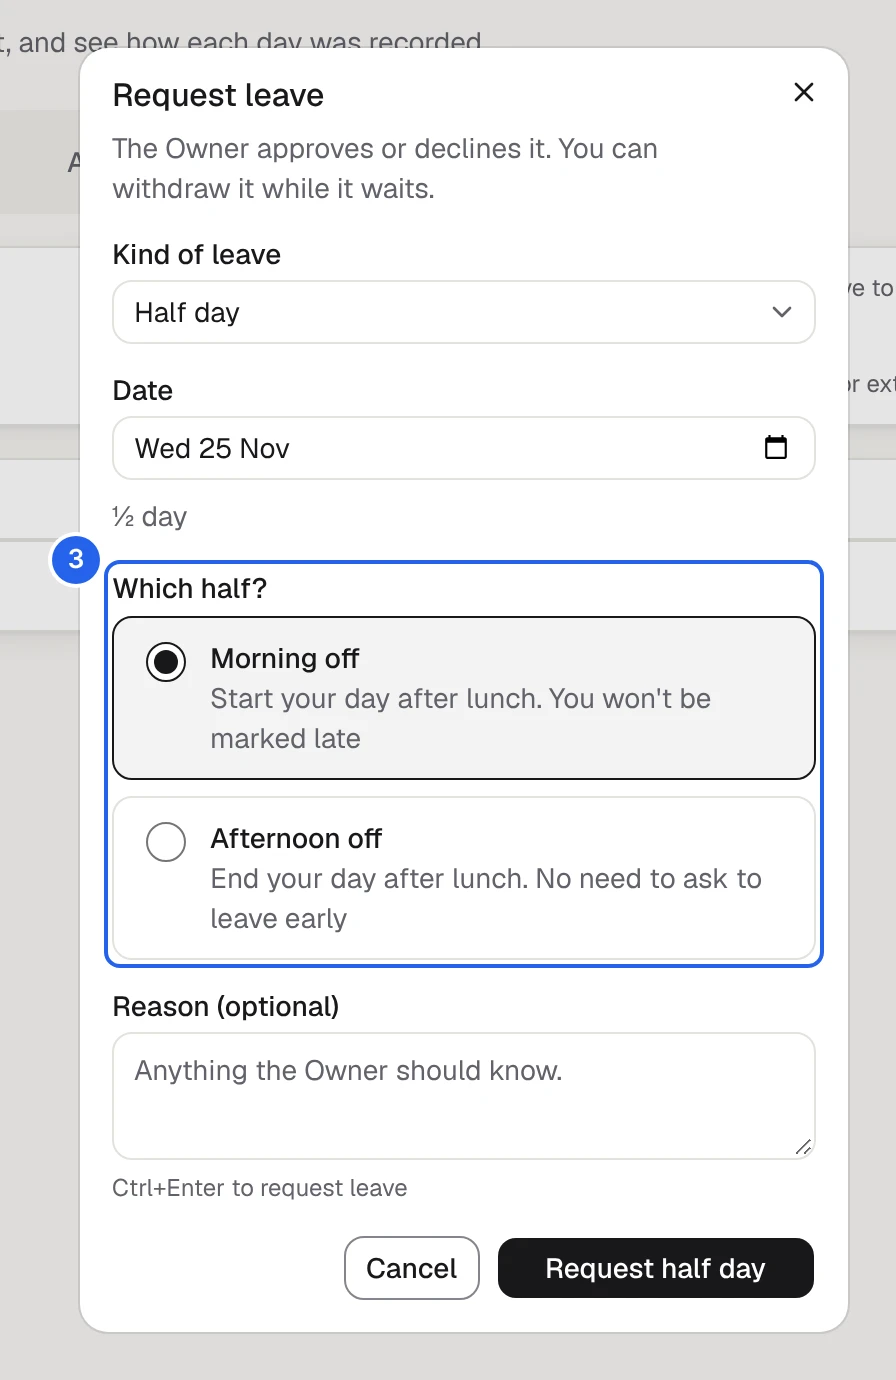 t, and see how each day was recorded
Request leave
The Owner approves or declines it. You can
withdraw it while it waits.
Kind of leave
Half day
ve to
Date
or ext
Wed 25 Nov
½ day
3
Which half?
Morning off
Start your day after lunch. You won't be
marked late
Afternoon off
End your day after lunch. No need to ask to
leave early
Reason (optional)
Anything the Owner should know.
Ctrl+Enter to request leave
Cancel
Request half day